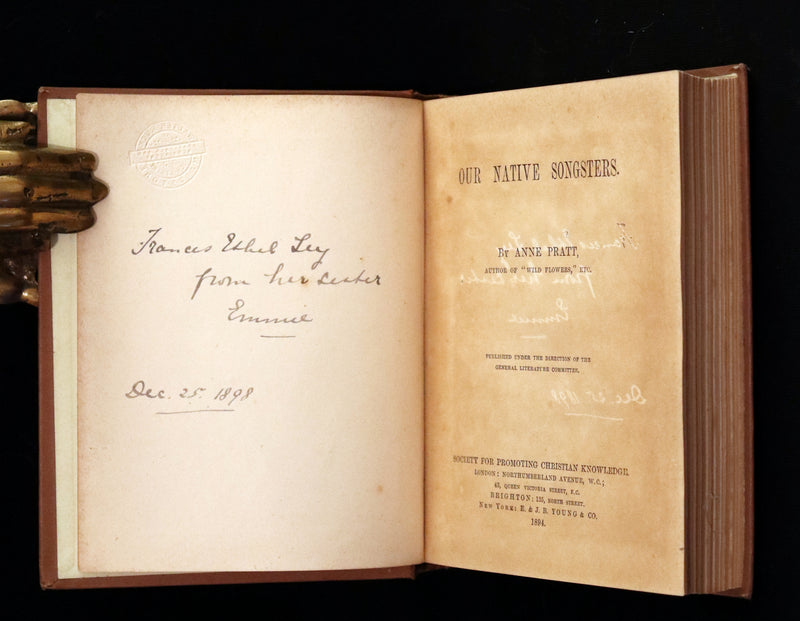 Frances Ethel Ley
from her sister
Emmie
Dec. 25. 1898
OUR NATIVE SONGSTERS.
BY ANNE PRATT,
AUTHOR OF "WILD FLOWERS," ETC.
PUBLISHED UNDER THE DIRECTION OF THE
GENERAL LITERATURE COMMITTEE.
SOCIETY FOR PROMOTING CHRISTIAN KNOWLEDGE.
LONDON: NORTHUMBERLAND AVENUE, W.C.;
43, QUEEN VICTORIA STREET, E.C.
BRIGHTON: 135, NORTH STREET.
NEW YORK: E. & J. B. YOUNG & CO.
1894.